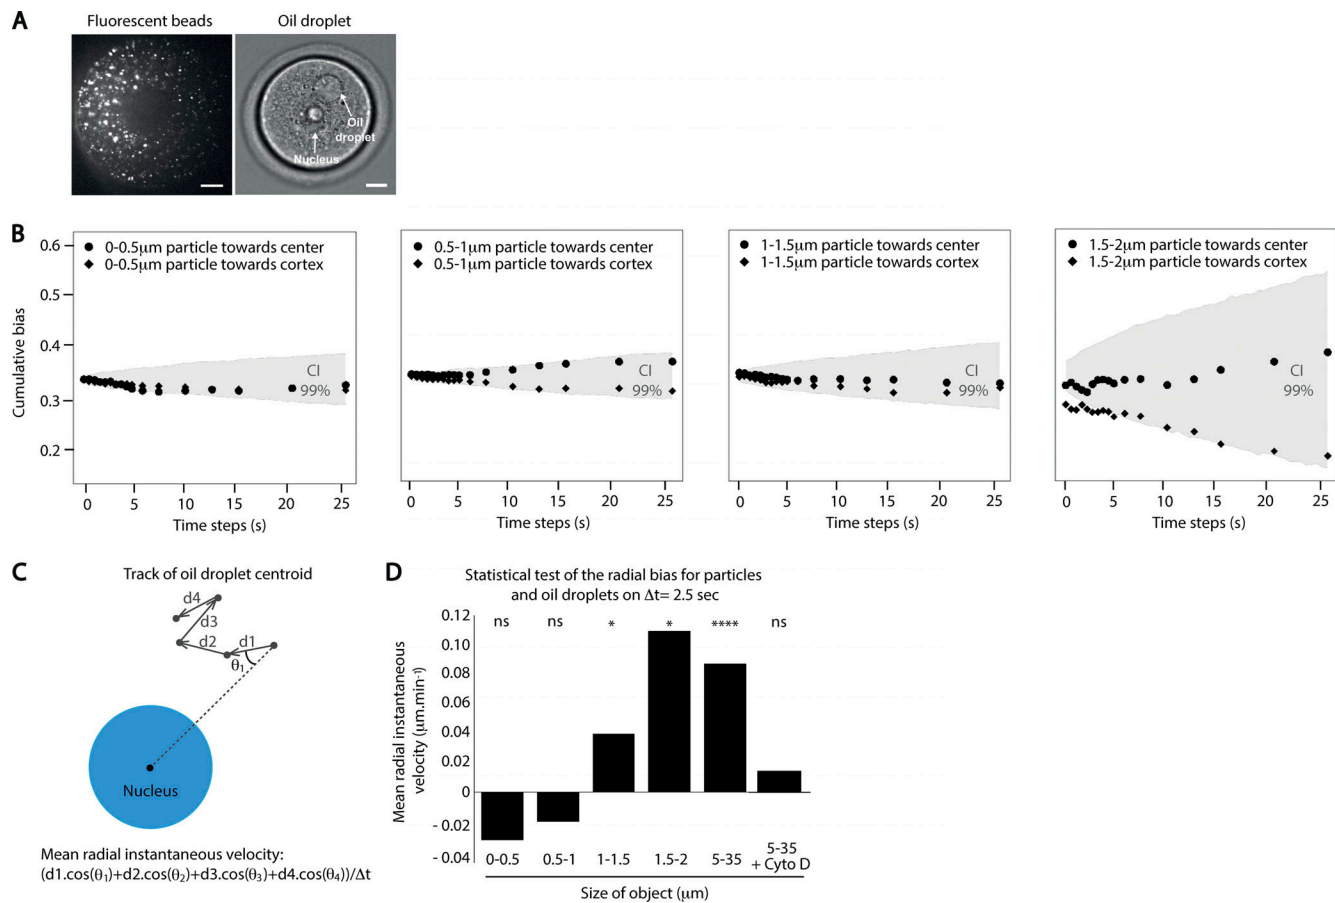 A
Fluorescent beads
Oil droplet
Oil
droplet
Nucleus
B
Cumulative bias
0.6
0.5
0.4
0.3
0.2
0-0.5μm particle towards center
0-0.5μm particle towards cortex
CI
99%
0 5 10 15 20 25
Time steps (s)
0.5-1μm particle towards center
0.5-1μm particle towards cortex
CI
99%
0 5 10 15 20 25
Time steps (s)
1-1.5μm particle towards center
1-1.5μm particle towards cortex
CI
99%
0 5 10 15 20 25
Time steps (s)
1.5-2μm particle towards center
1.5-2μm particle towards cortex
CI
99%
0 5 10 15 20 25
Time steps (s)
C
Track of oil droplet centroid
d4
d3
d2
d1
θ1
Nucleus
Mean radial instantaneous velocity:
(d1.cos(θ1)+d2.cos(θ2)+d3.cos(θ3)+d4.cos(θ4))/Δt
D
Statistical test of the radial bias for particles
and oil droplets on Δt= 2.5 sec
Mean radial instantaneous
velocity (μm.min-1)
0.12
0.10
0.08
0.06
0.04
0.02
0
- 0.02
- 0.04
ns ns * * **** ns
0-0.5 0.5-1 1-1.5 1.5-2 5-35 5-35
+ Cyto D
Size of object (μm)